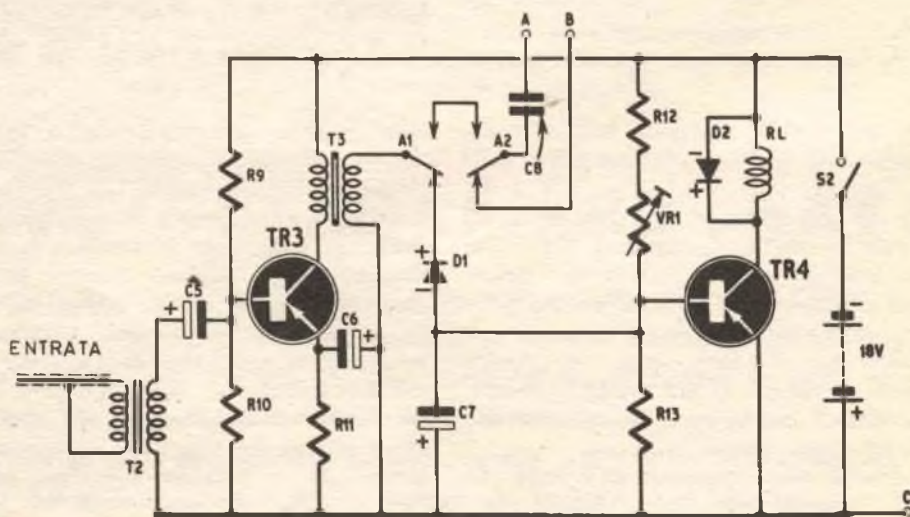 A B
R12
D2 RL
T3
A1 A2
C8
S2
R9
VR1
TR3
TR4
+ D1
-
C5
+
C6
+
ENTRATA
18V
-
+
C7
+
R10
R11
R13
T2
C